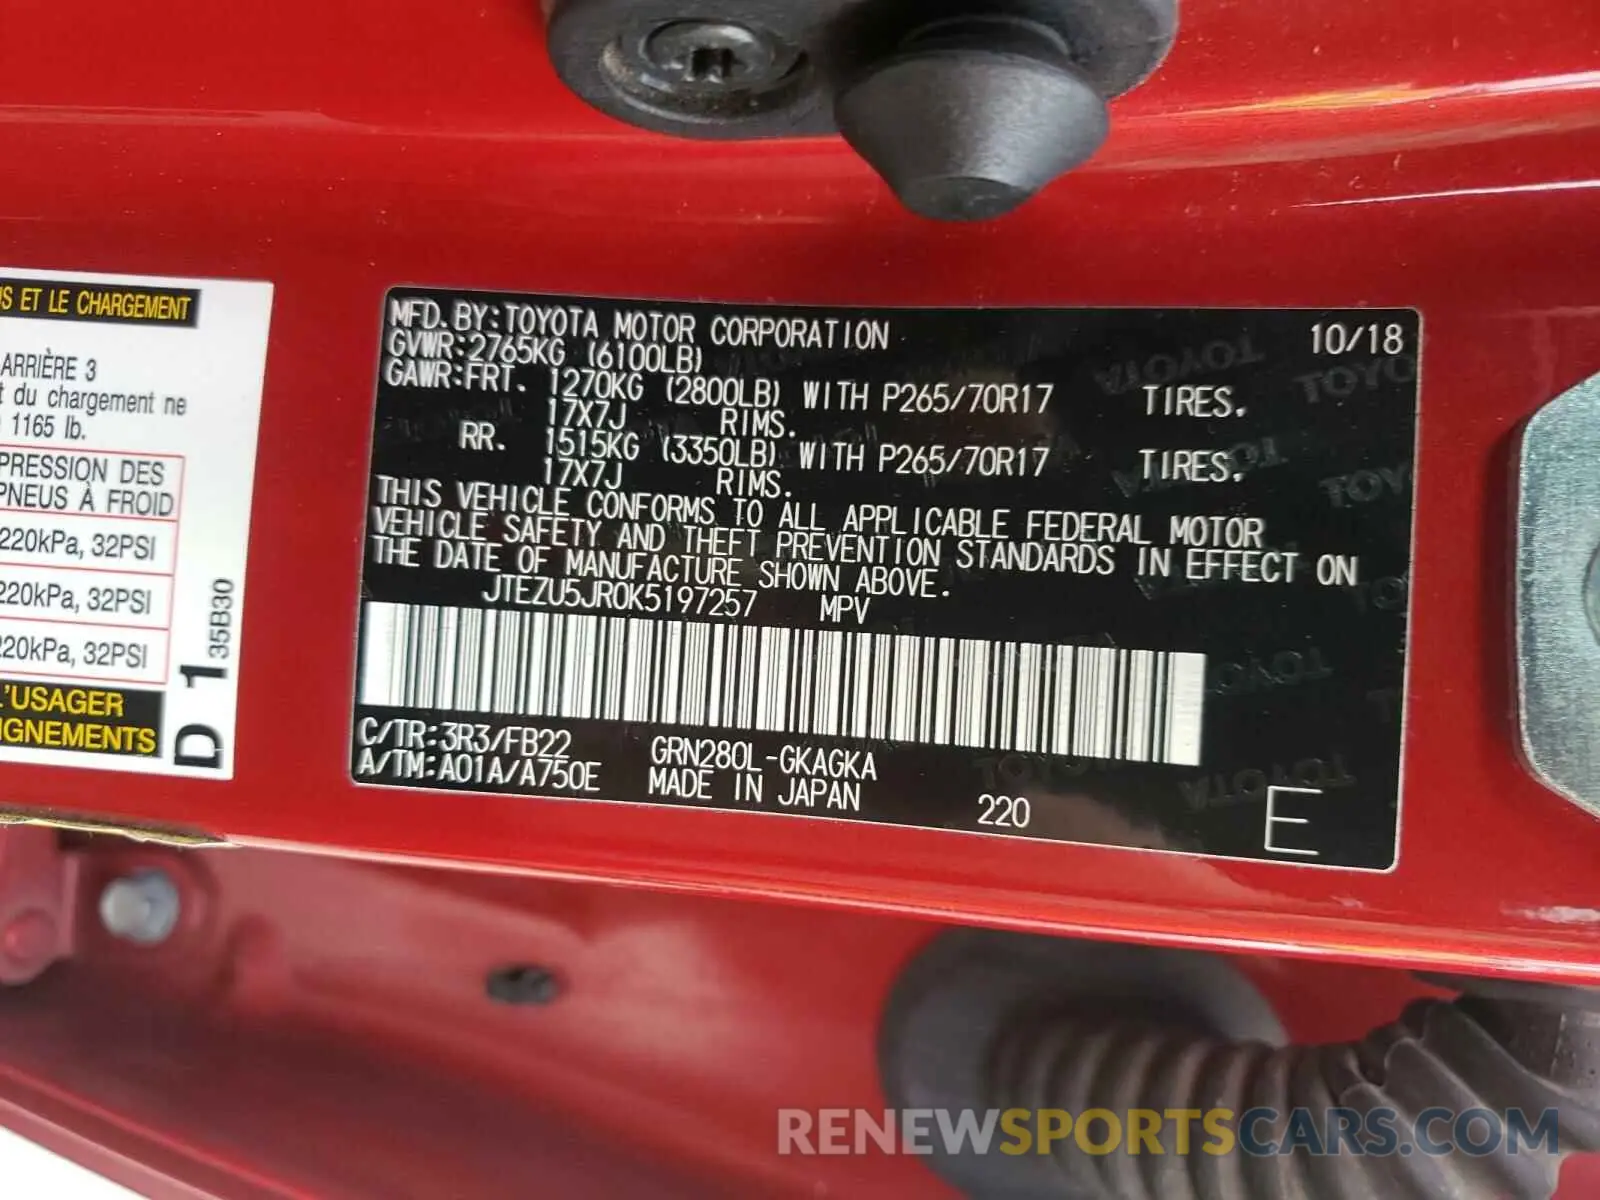 S ET LE CHARGEMENT
ARRIÈRE 3
t du chargement ne
1165 lb.
PRESSION DES
PNEUS À FROID
220kPa, 32PSI
220kPa, 32PSI
220kPa, 32PSI
L'USAGER
IGNEMENTS
D 1
35B30
MFD.BY:TOYOTA MOTOR CORPORATION 10/18
GVWR:2765KG (6100LB)
GAWR:FRT. 1270KG (2800LB) WITH P265/70R17 TIRES.
17X7J RIMS.
RR. 1515KG (3350LB) WITH P265/70R17 TIRES.
17X7J RIMS.
THIS VEHICLE CONFORMS TO ALL APPLICABLE FEDERAL MOTOR
VEHICLE SAFETY AND THEFT PREVENTION STANDARDS IN EFFECT ON
THE DATE OF MANUFACTURE SHOWN ABOVE.
JTEZU5JR0K5197257 MPV
C/TR:3R3/FB22 GRN280L-GKAGKA
A/TM:A01A/A750E MADE IN JAPAN 220 E
RENEWSPORTSCARS.COM